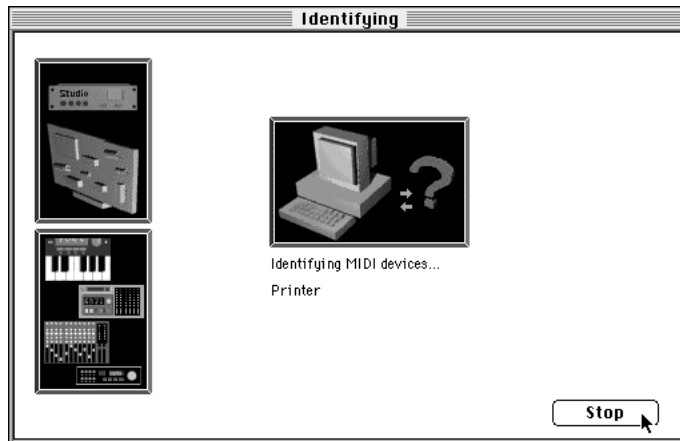 Identifying
Studio
Identifying MIDI devices...
Printer
Stop